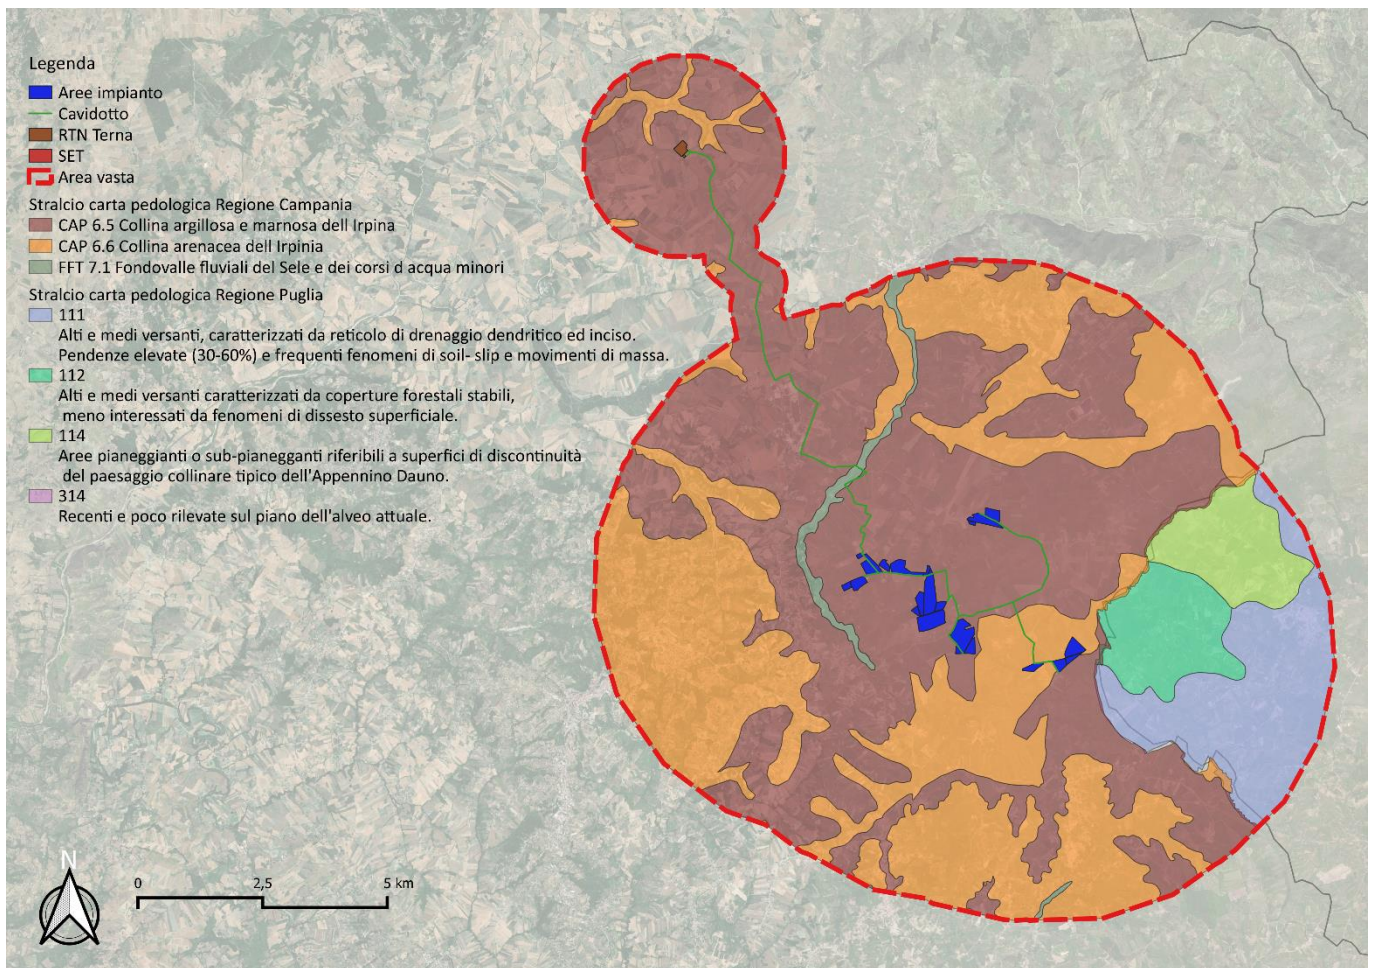 Legenda
Aree impianto
Cavidotto
RTN Terna
SET
Area vasta
Stralcio carta pedologica Regione Campania
CAP 6.5 Collina argillosa e marnosa dell Irpina
CAP 6.6 Collina arenacea dell Irpinia
FFT 7.1 Fondovalle fluviali del Sele e dei corsi d acqua minori
Stralcio carta pedologica Regione Puglia
111
Alti e medi versanti, caratterizzati da reticolo di drenaggio dendritico ed inciso.
Pendenze elevate (30-60%) e frequenti fenomeni di soil- slip e movimenti di massa.
112
Alti e medi versanti caratterizzati da coperture forestali stabili,
meno interessati da fenomeni di dissesto superficiale.
114
Aree pianeggianti o sub-pianegganti riferibili a superfici di discontinuità
del paesaggio collinare tipico dell'Appennino Dauno.
314
Recenti e poco rilevate sul piano dell'alveo attuale.
N
0 2,5 5 km